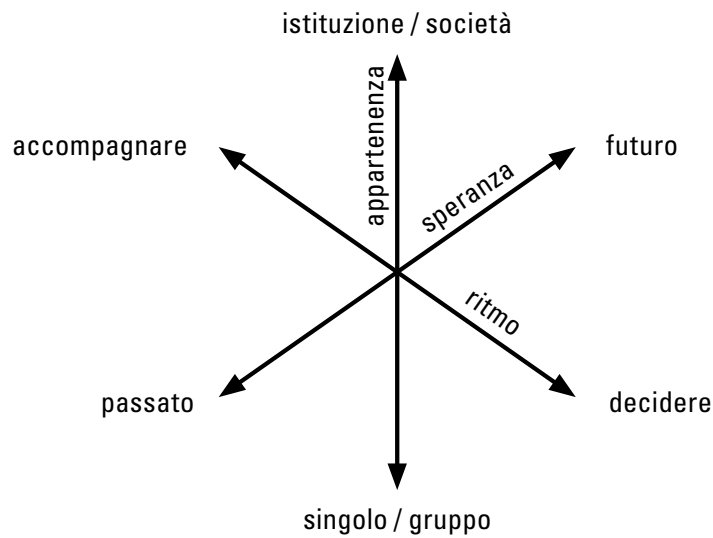 istituzione / società
appartenenza
accompagnare
futuro
speranza
ritmo
passato
decidere
singolo / gruppo